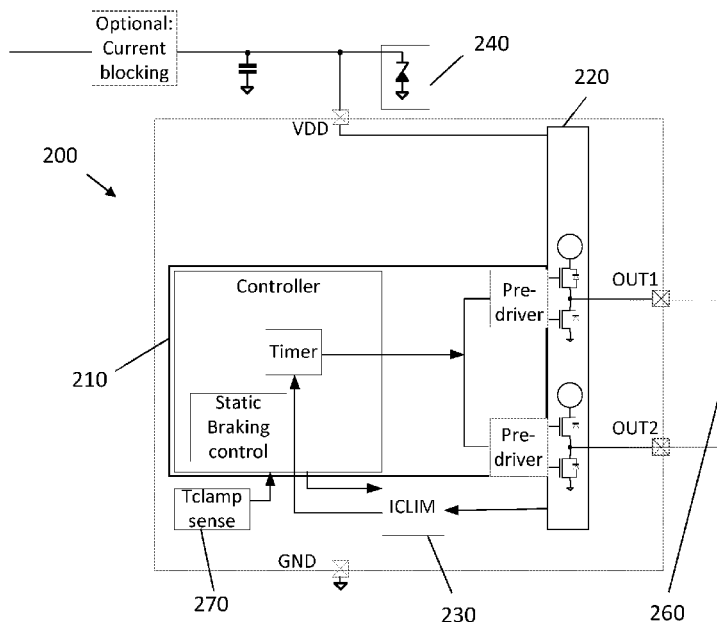 Optional:
Current
blocking
240
220
VDD
200
Controller
Pre-
driver
OUT1
Timer
210
Static
Braking
control
OUT2
Pre-
driver
Tclamp
sense
ICLIM
GND
270
230
260